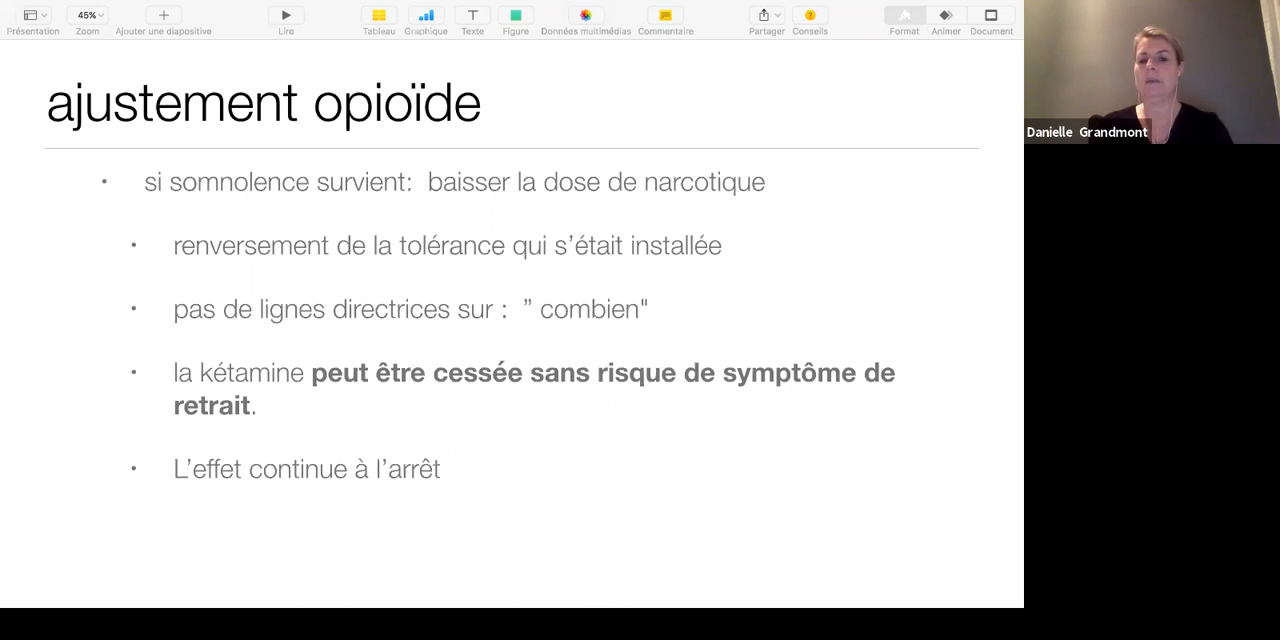 45%
Présentation Zoom Ajouter une diapositive Lire Tableau Graphique Texte Figure Données multimédias Commentaire Partager Conseils Format Animer Document
ajustement opioïde
• si somnolence survient: baisser la dose de narcotique
• renversement de la tolérance qui s’était installée
• pas de lignes directrices sur : ” combien"
• la kétamine peut être cessée sans risque de symptôme de
retrait.
• L’effet continue à l’arrêt
Danielle Grandmont